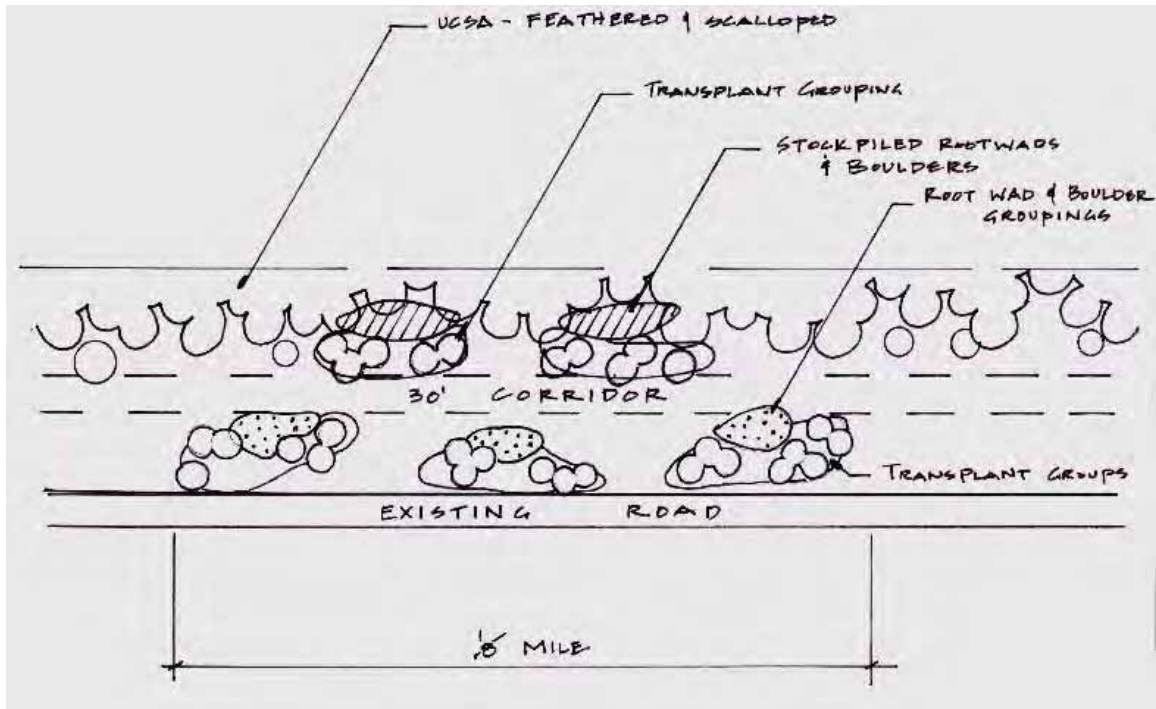 UCSA - FEATHERED & SCALLOPED
TRANSPLANT GROUPING
STOCKPILED ROOTWADS
& BOULDERS
ROOT WAD & BOULDER
GROUPINGS
30' CORRIDOR
TRANSPLANT GROUPS
EXISTING ROAD
1/8 MILE